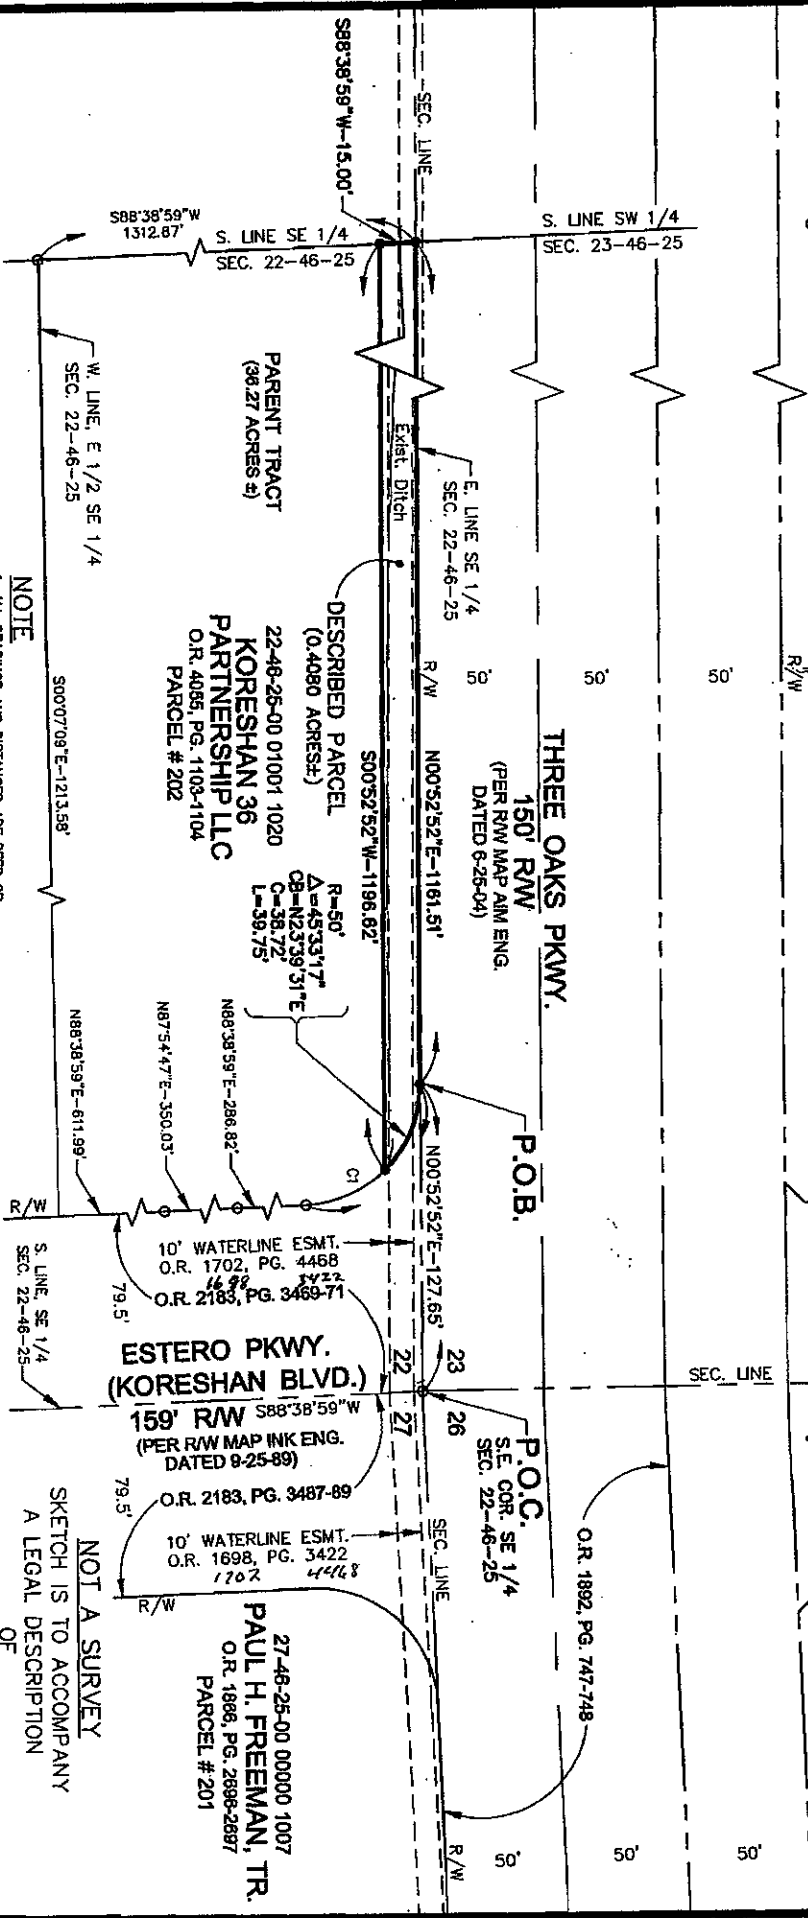 S88°38'59"W-15.00'
SEC. LINE
S88°38'59"W
1312.87'
S. LINE SE 1/4
SEC. 22-46-25
S. LINE SW 1/4
SEC. 23-46-25
W. LINE, E 1/2 SE 1/4
SEC. 22-46-25
PARENT TRACT
(36.27 ACRES ±)
Exist. Ditch
E. LINE SE 1/4
SEC. 22-46-25
R/W
50'
50'
50'
R/W
THREE OAKS PKWY.
150' R/W
(PER R/W MAP AIM ENG.
DATED 6-25-04)
DESCRIBED PARCEL
(0.4080 ACRES±)
22-46-25-00 01001 1020
KORESHAN 36
PARTNERSHIP LLC
O.R. 4085, PG. 1103-1104
PARCEL # 202
NOTE
S00°07'09"E-1213.58'
N00°52'52"E-1161.51'
S00°52'52"W-1196.62'
R=50'
Δ=45°33'17"
CB=N23°39'31"E
C=38.72'
L=39.75'
N88°38'59"E-286.82'
N87°54'47"E-350.03'
N88°38'59"E-611.99'
C1
P.O.B.
N00°52'52"E-127.65'
R/W
S. LINE, SE 1/4
SEC. 22-46-25
79.5'
10' WATERLINE ESMT.
O.R. 1702, PG. 4468
1698 3422
O.R. 2183, PG. 3469-71
ESTERO PKWY.
(KORESHAN BLVD.)
159' R/W
S88°38'59"W
(PER R/W MAP INK ENG.
DATED 9-25-89)
22
23
27
26
SEC. LINE
P.O.C.
S.E. COR. SE 1/4
SEC. 22-46-25
79.5'
O.R. 2183, PG. 3487-89
10' WATERLINE ESMT.
O.R. 1698, PG. 3422
1702 4468
SEC. LINE
O.R. 1892, PG. 747-748
R/W
27-46-25-00 00000 1007
PAUL H. FREEMAN, TR.
O.R. 1866, PG. 2696-2697
PARCEL # 201
R/W
50'
50'
50'
NOT A SURVEY
SKETCH IS TO ACCOMPANY
A LEGAL DESCRIPTION
OF